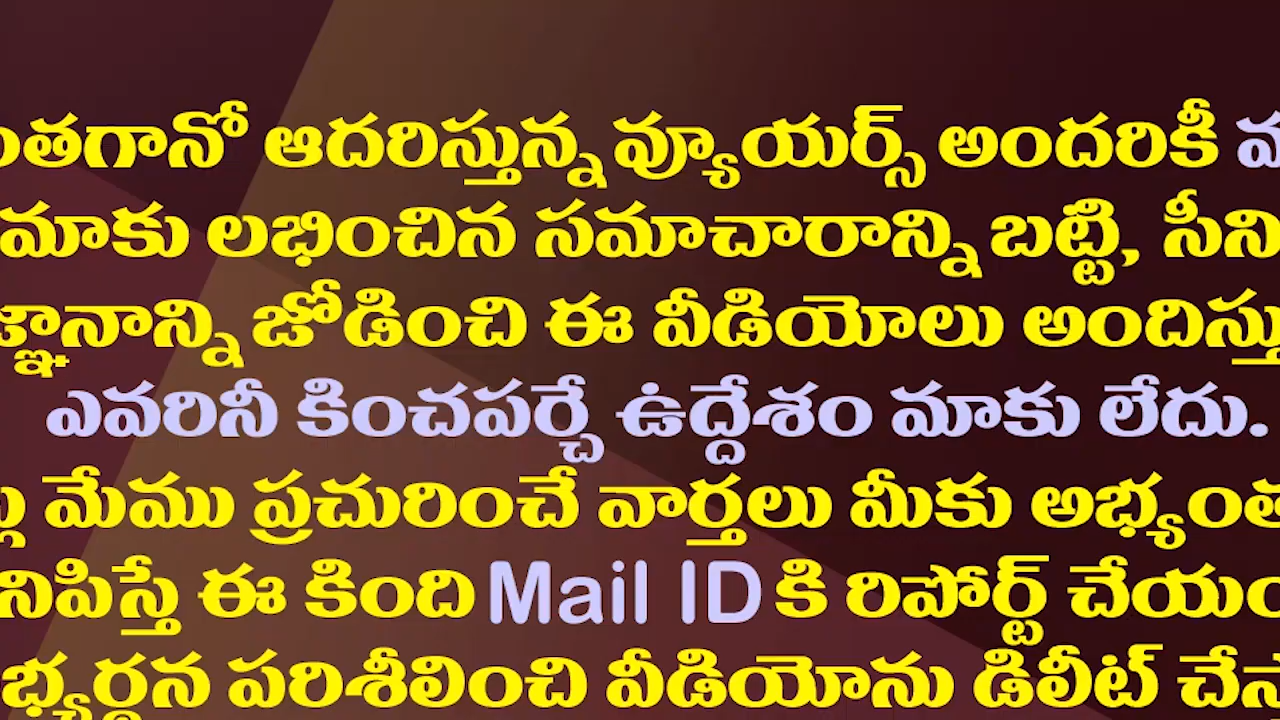 ఆదరిస్తున్న వ్యూయర్స్ అందరికీ
మాకు లభించిన సమాచారాన్ని బట్టి,
జోడించి ఈ వీడియోలు
ఎవరినీ కించపర్చే ఉద్దేశం మాకు లేదు.
మేము ప్రచురించే వార్తలు మీకు
ఈ కింది Mail ID కి రిపోర్ట్
పరిశీలించి వీడియోను డిలీట్